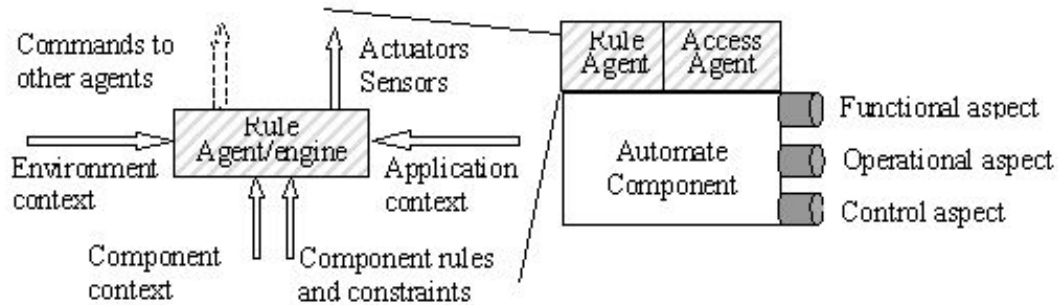 Commands to
other agents
Actuators
Sensors
Rule
Agent/engine
Environment
context
Application
context
Component
context
Component rules
and constraints
Rule
Agent
Access
Agent
Automate
Component
Functional aspect
Operational aspect
Control aspect